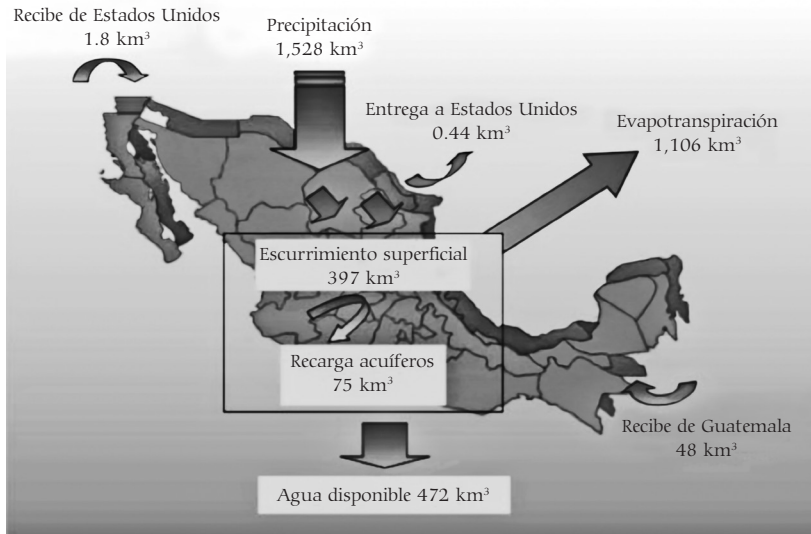 Recibe de Estados Unidos
1.8 km³
Precipitación
1,528 km³
Entrega a Estados Unidos
0.44 km³
Evapotranspiración
1,106 km³
Escurrimiento superficial
397 km³
Recarga acuíferos
75 km³
Recibe de Guatemala
48 km³
Agua disponible 472 km³